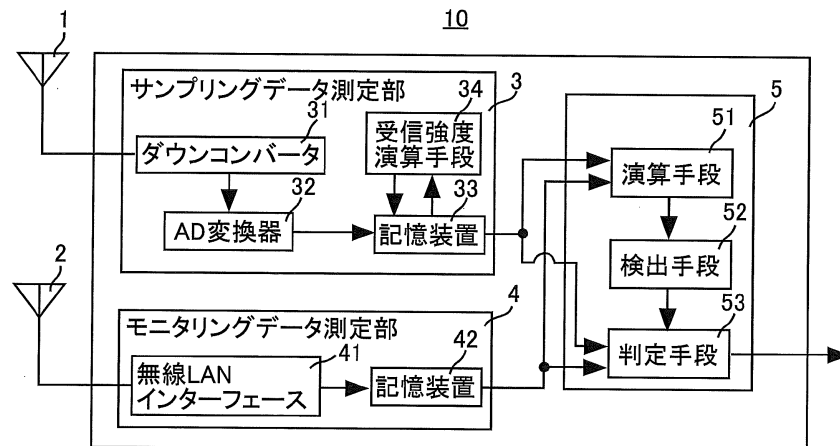 10
1
サンプリングデータ測定部
3
31
ダウンコンバータ
34
受信強度
演算手段
32
AD変換器
33
記憶装置
5
51
演算手段
52
検出手段
53
判定手段
2
モニタリングデータ測定部
4
41
無線LAN
インターフェース
42
記憶装置